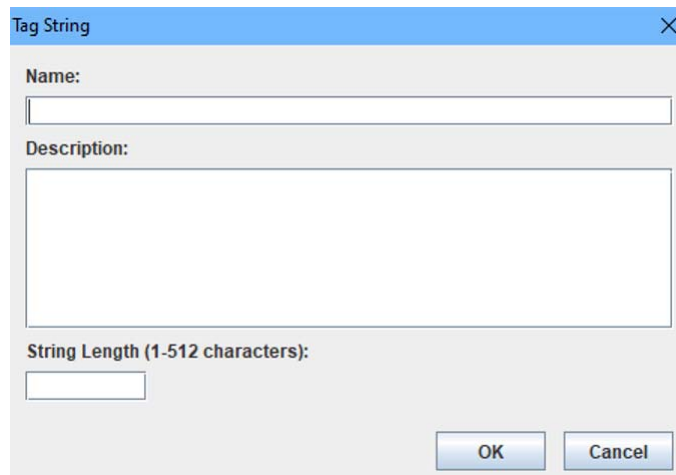 Tag String
Name:
Description:
String Length (1-512 characters):
OK Cancel